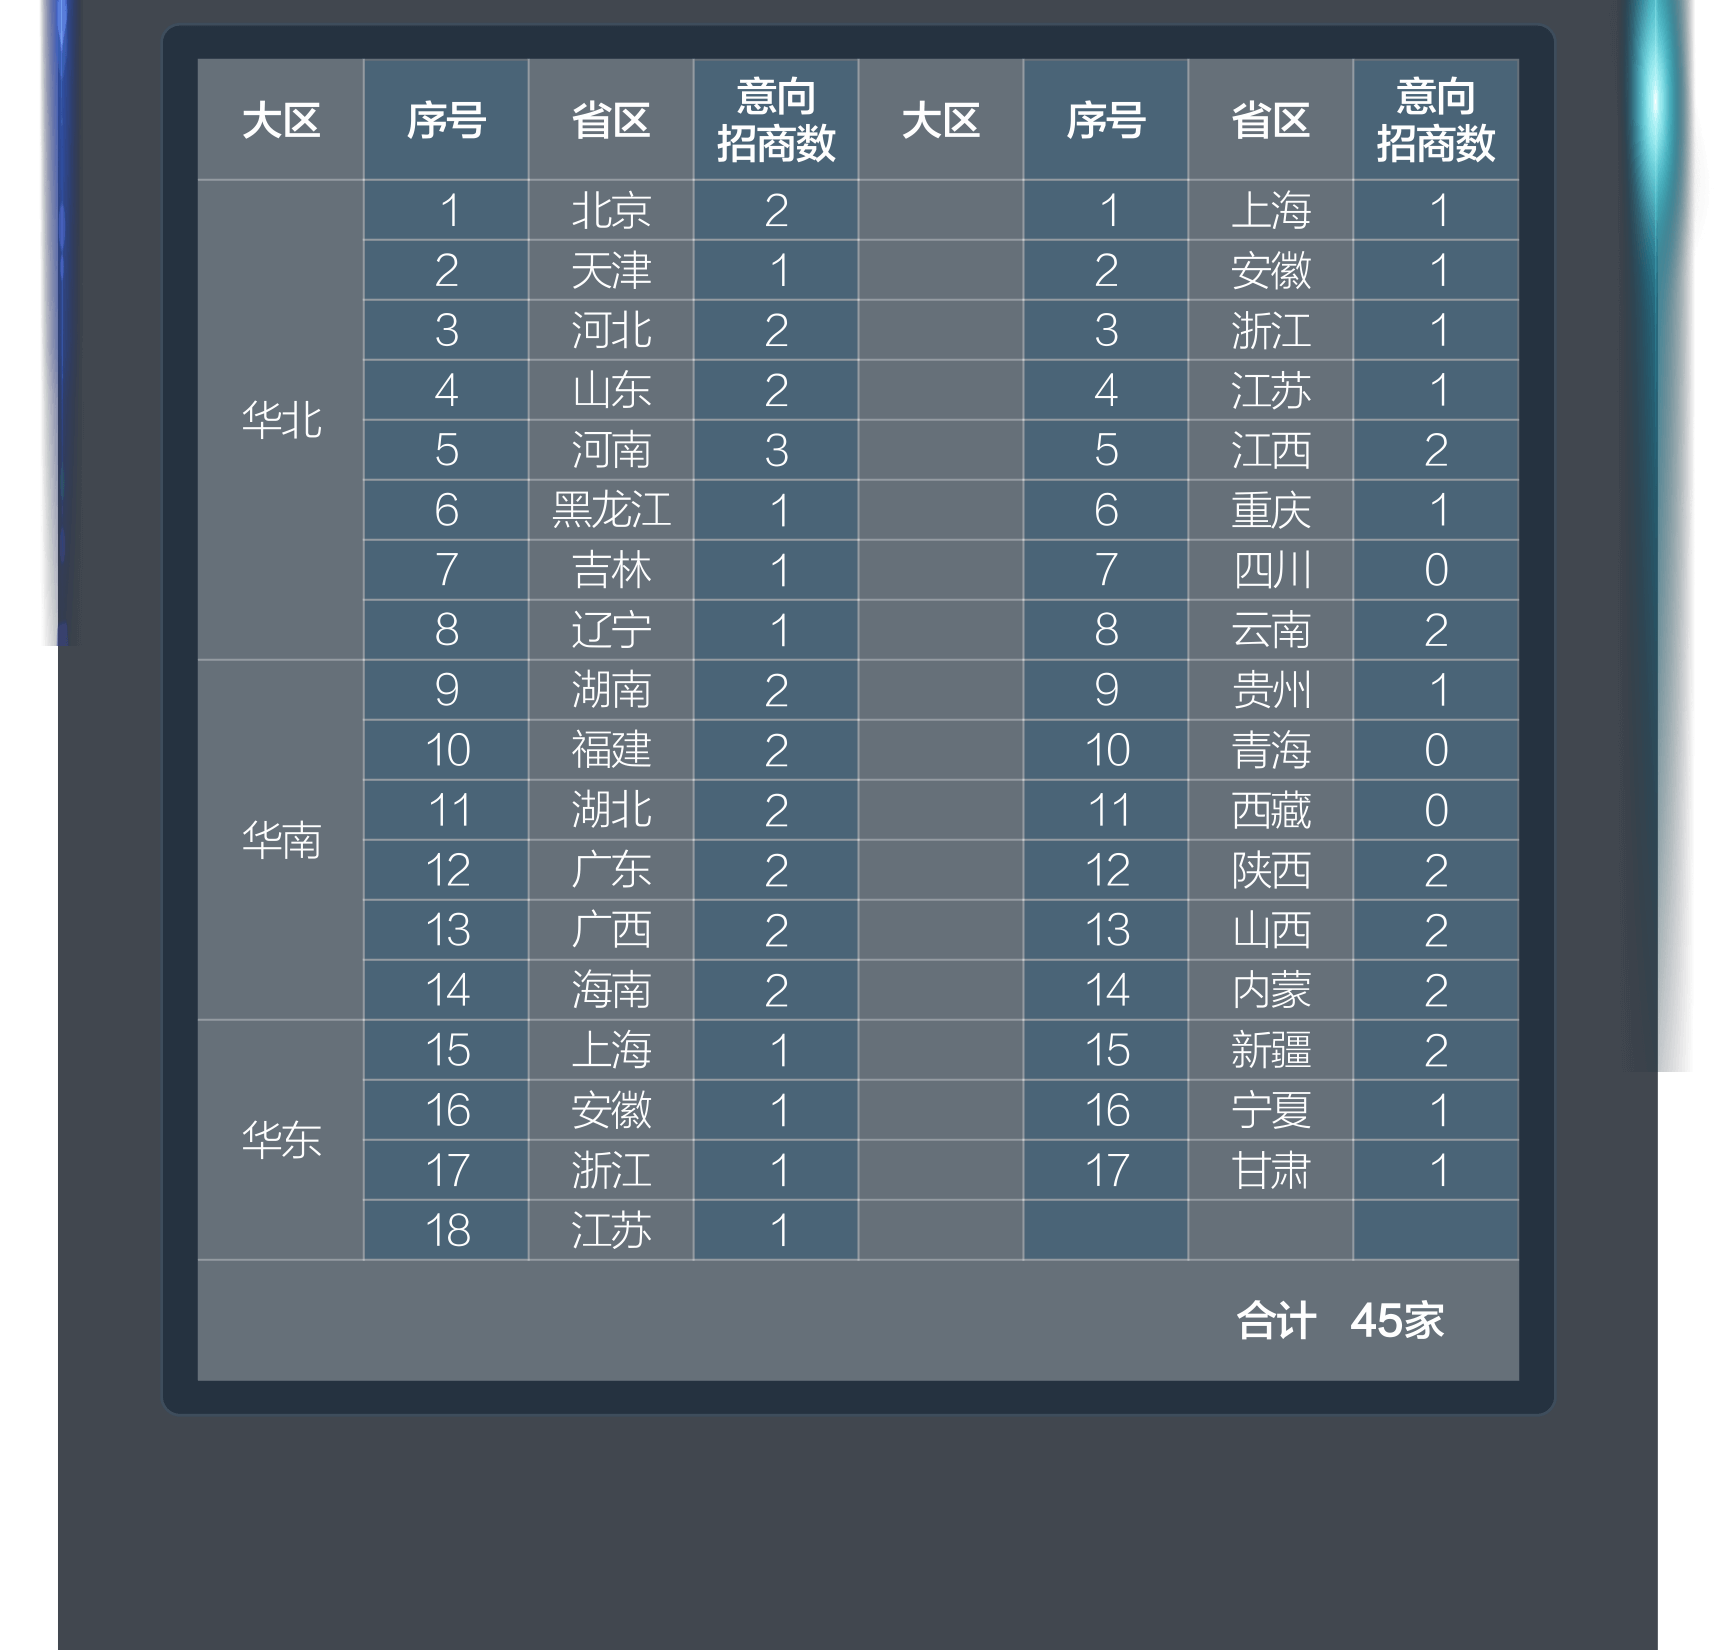 大区 序号 省区 意向招商数 大区 序号 省区 意向招商数
华北 1 北京 2 1 上海 1
2 天津 1 2 安徽 1
3 河北 2 3 浙江 1
4 山东 2 4 江苏 1
5 河南 3 5 江西 2
6 黑龙江 1 6 重庆 1
7 吉林 1 7 四川 0
8 辽宁 1 8 云南 2
华南 9 湖南 2 9 贵州 1
10 福建 2 10 青海 0
11 湖北 2 11 西藏 0
12 广东 2 12 陕西 2
13 广西 2 13 山西 2
14 海南 2 14 内蒙 2
华东 15 上海 1 15 新疆 2
16 安徽 1 16 宁夏 1
17 浙江 1 17 甘肃 1
18 江苏 1
合计 45家